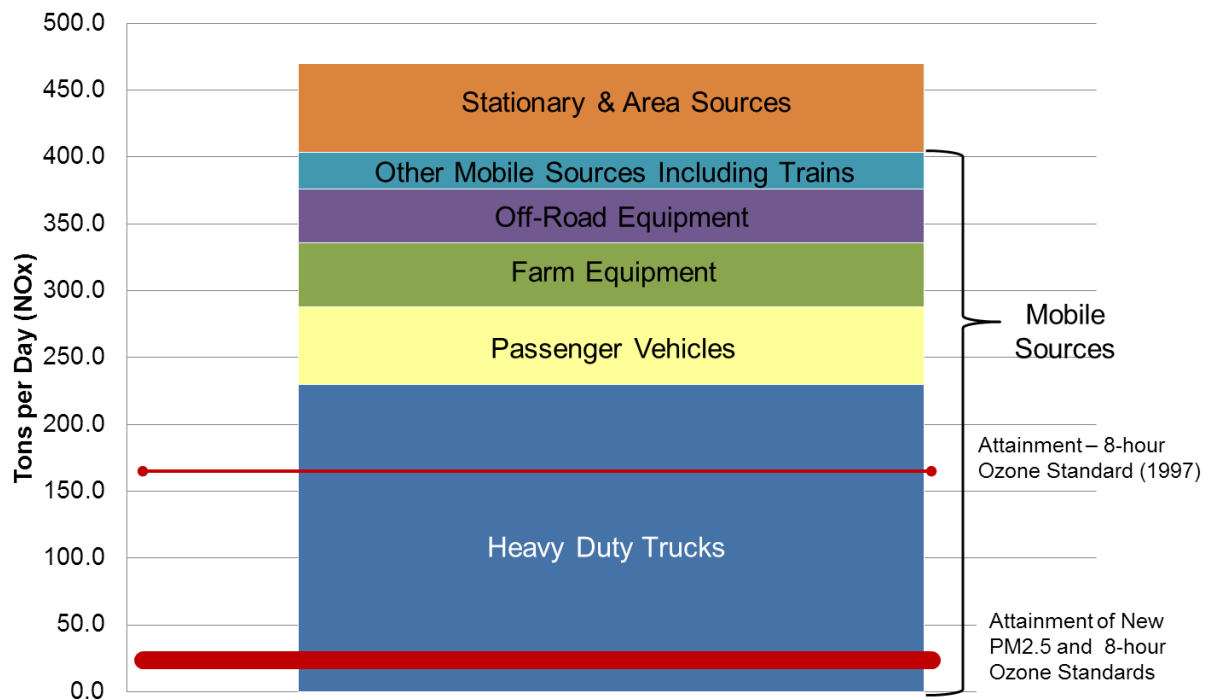 500.0
450.0
400.0
350.0
300.0
250.0
200.0
150.0
100.0
50.0
0.0
Tons per Day (NOx)
Stationary & Area Sources
Other Mobile Sources Including Trains
Off-Road Equipment
Farm Equipment
Passenger Vehicles
Heavy Duty Trucks
Mobile
Sources
Attainment – 8-hour
Ozone Standard (1997)
Attainment of New
PM2.5 and 8-hour
Ozone Standards